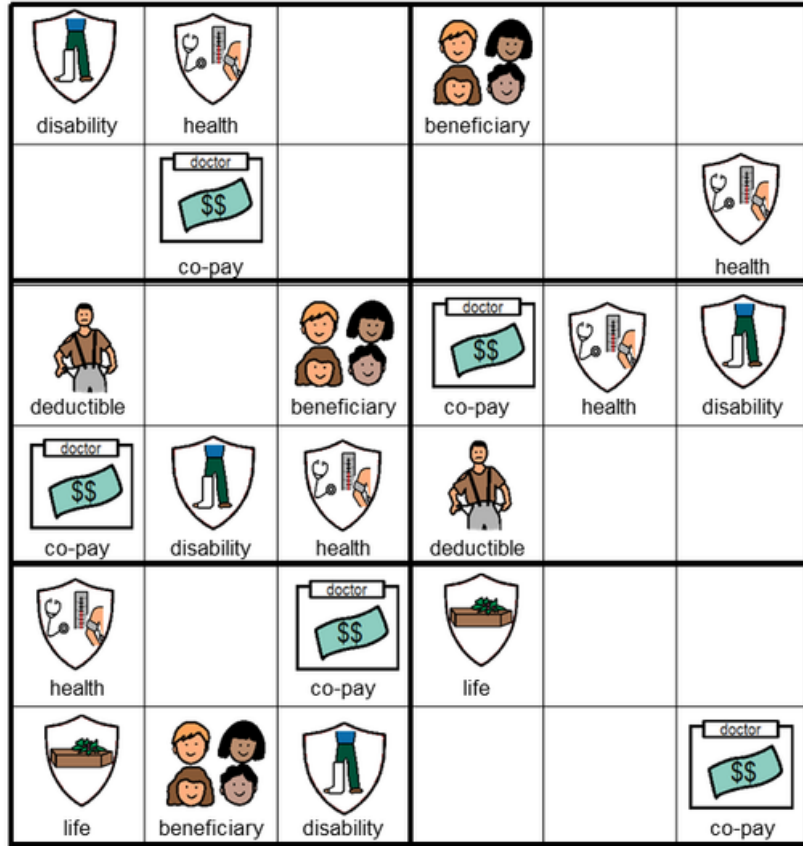 disability health beneficiary
doctor
$$
co-pay health
doctor
$$
deductible beneficiary co-pay health disability
doctor
$$
co-pay disability health deductible
doctor
$$
health co-pay life
doctor
$$
life beneficiary disability co-pay